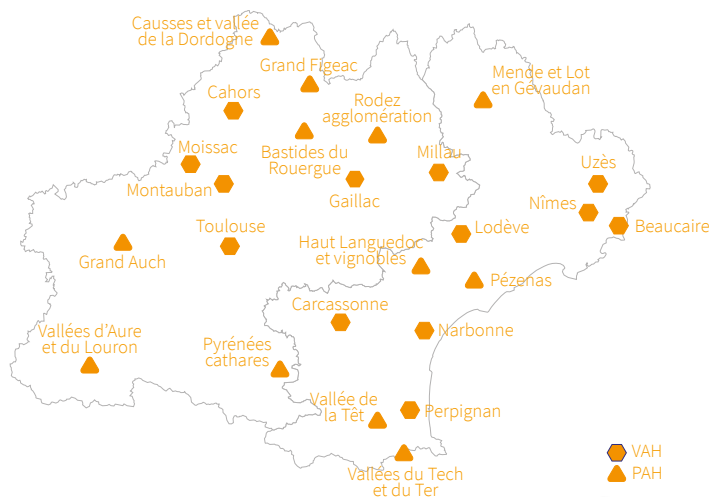 Causses et vallée
de la Dordogne
Grand Figeac
Cahors
Mende et Lot
en Gévaudan
Rodez
agglomération
Moissac
Bastides du
Rouergue
Millau
Uzès
Montauban
Gaillac
Nîmes
Beaucaire
Toulouse
Lodève
Grand Auch
Haut Languedoc
et vignobles
Pézenas
Carcassonne
Narbonne
Vallées d’Aure
et du Louron
Pyrénées
cathares
Vallée de
la Têt
Perpignan
Vallées du Tech
et du Ter
VAH
PAH